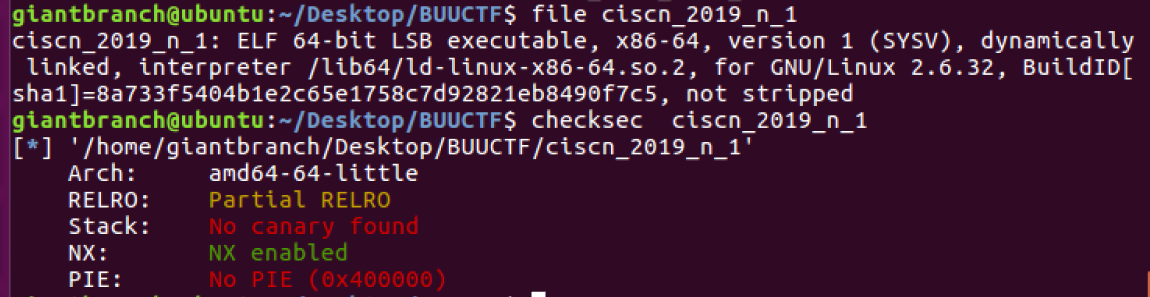 giantbranch@ubuntu:~/Desktop/BUUCTF$ file ciscn_2019_n_1
ciscn_2019_n_1: ELF 64-bit LSB executable, x86-64, version 1 (SYSV), dynamically
 linked, interpreter /lib64/ld-linux-x86-64.so.2, for GNU/Linux 2.6.32, BuildID[
sha1]=8a733f5404b1e2c65e1758c7d92821eb8490f7c5, not stripped
giantbranch@ubuntu:~/Desktop/BUUCTF$ checksec  ciscn_2019_n_1
[*] '/home/giantbranch/Desktop/BUUCTF/ciscn_2019_n_1'
    Arch:     amd64-64-little
    RELRO:    Partial RELRO
    Stack:    No canary found
    NX:       NX enabled
    PIE:      No PIE (0x400000)